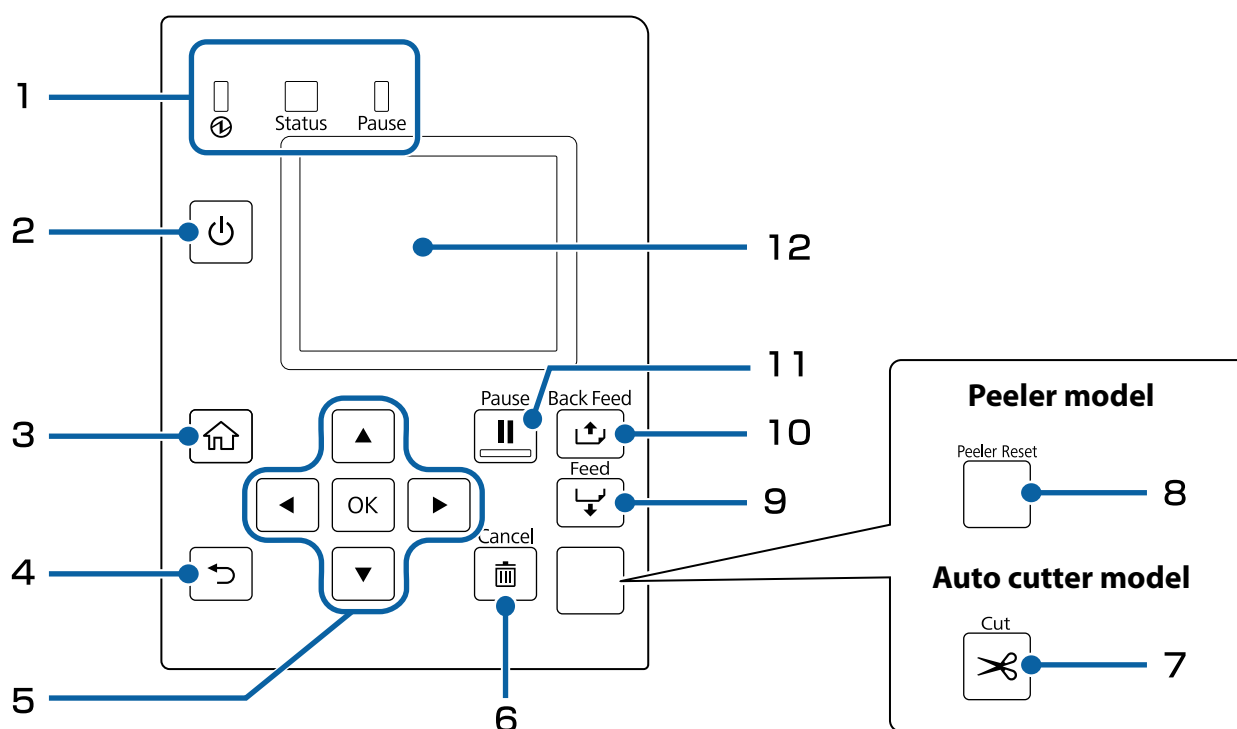 1
Status Pause
2
12
11
Pause Back Feed
Peeler model
3
10
Peeler Reset
Feed
OK
9
8
Cancel
4
Auto cutter model
Cut
7
5
6